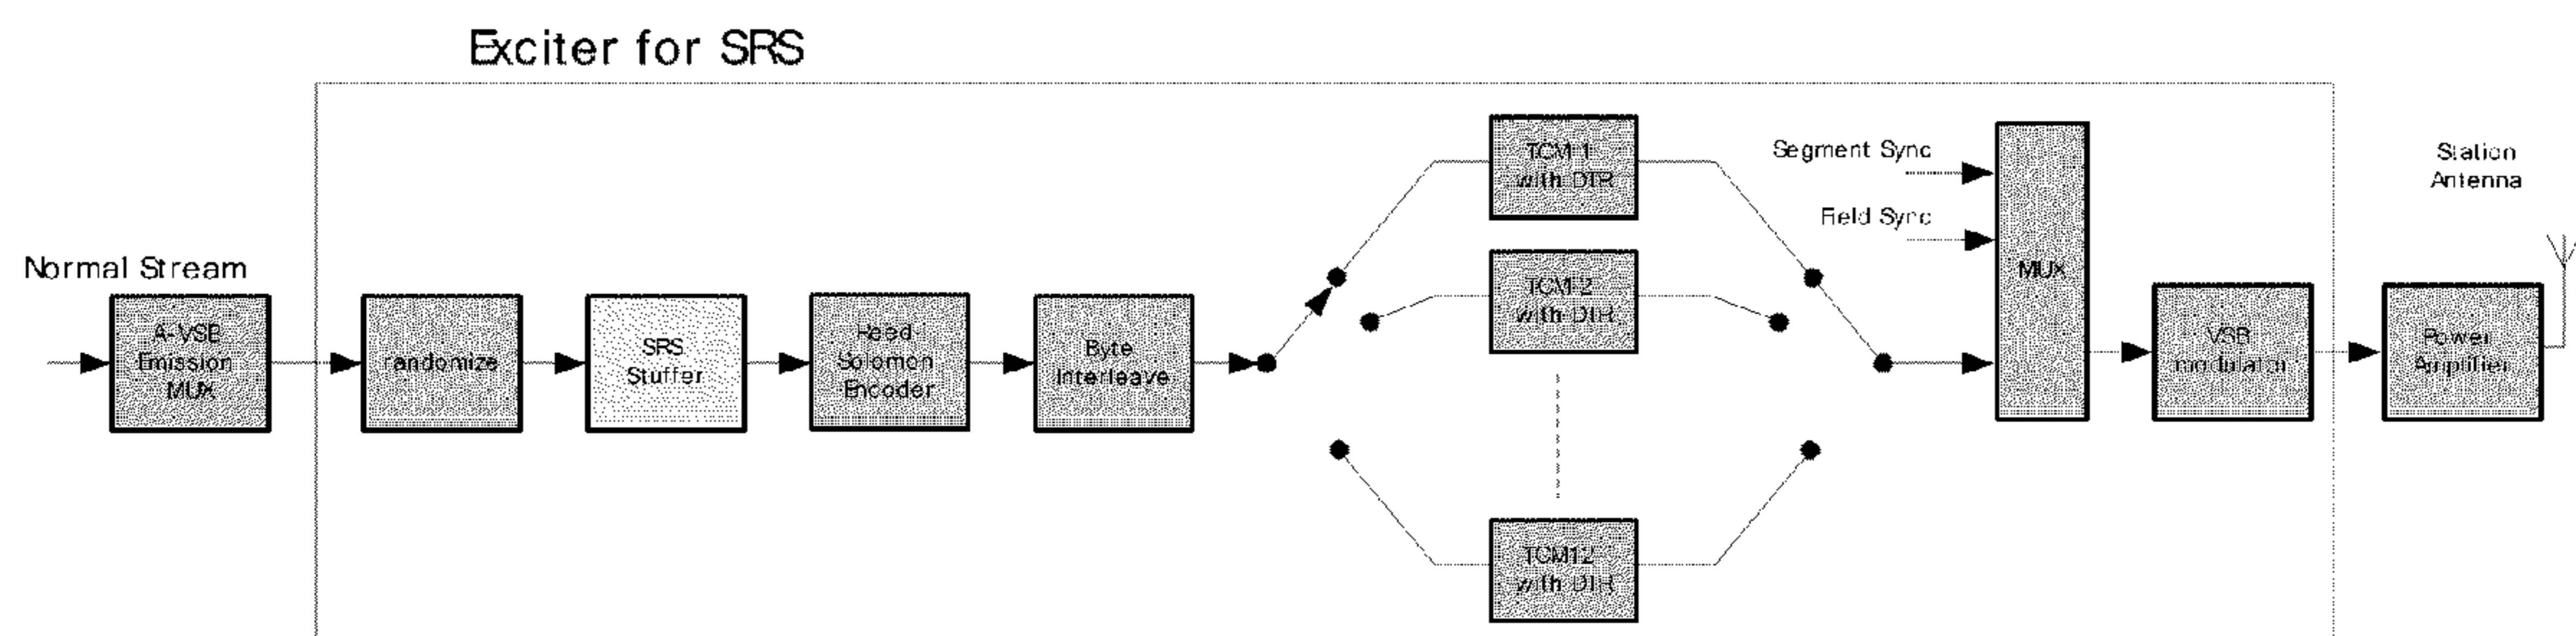 Exciter for SRS
Normal Stream
A-VSB
Emission
MUX
randomize
SRS
Stuffer
Reed
Solomon
Encoder
Byte
Interleave
TCM 1
with DTR
TCM 2
with DTR
TCM12
with DTR
Segment Sync
Field Sync
MUX
VSB
modulator
Power
Amplifier
Station
Antenna